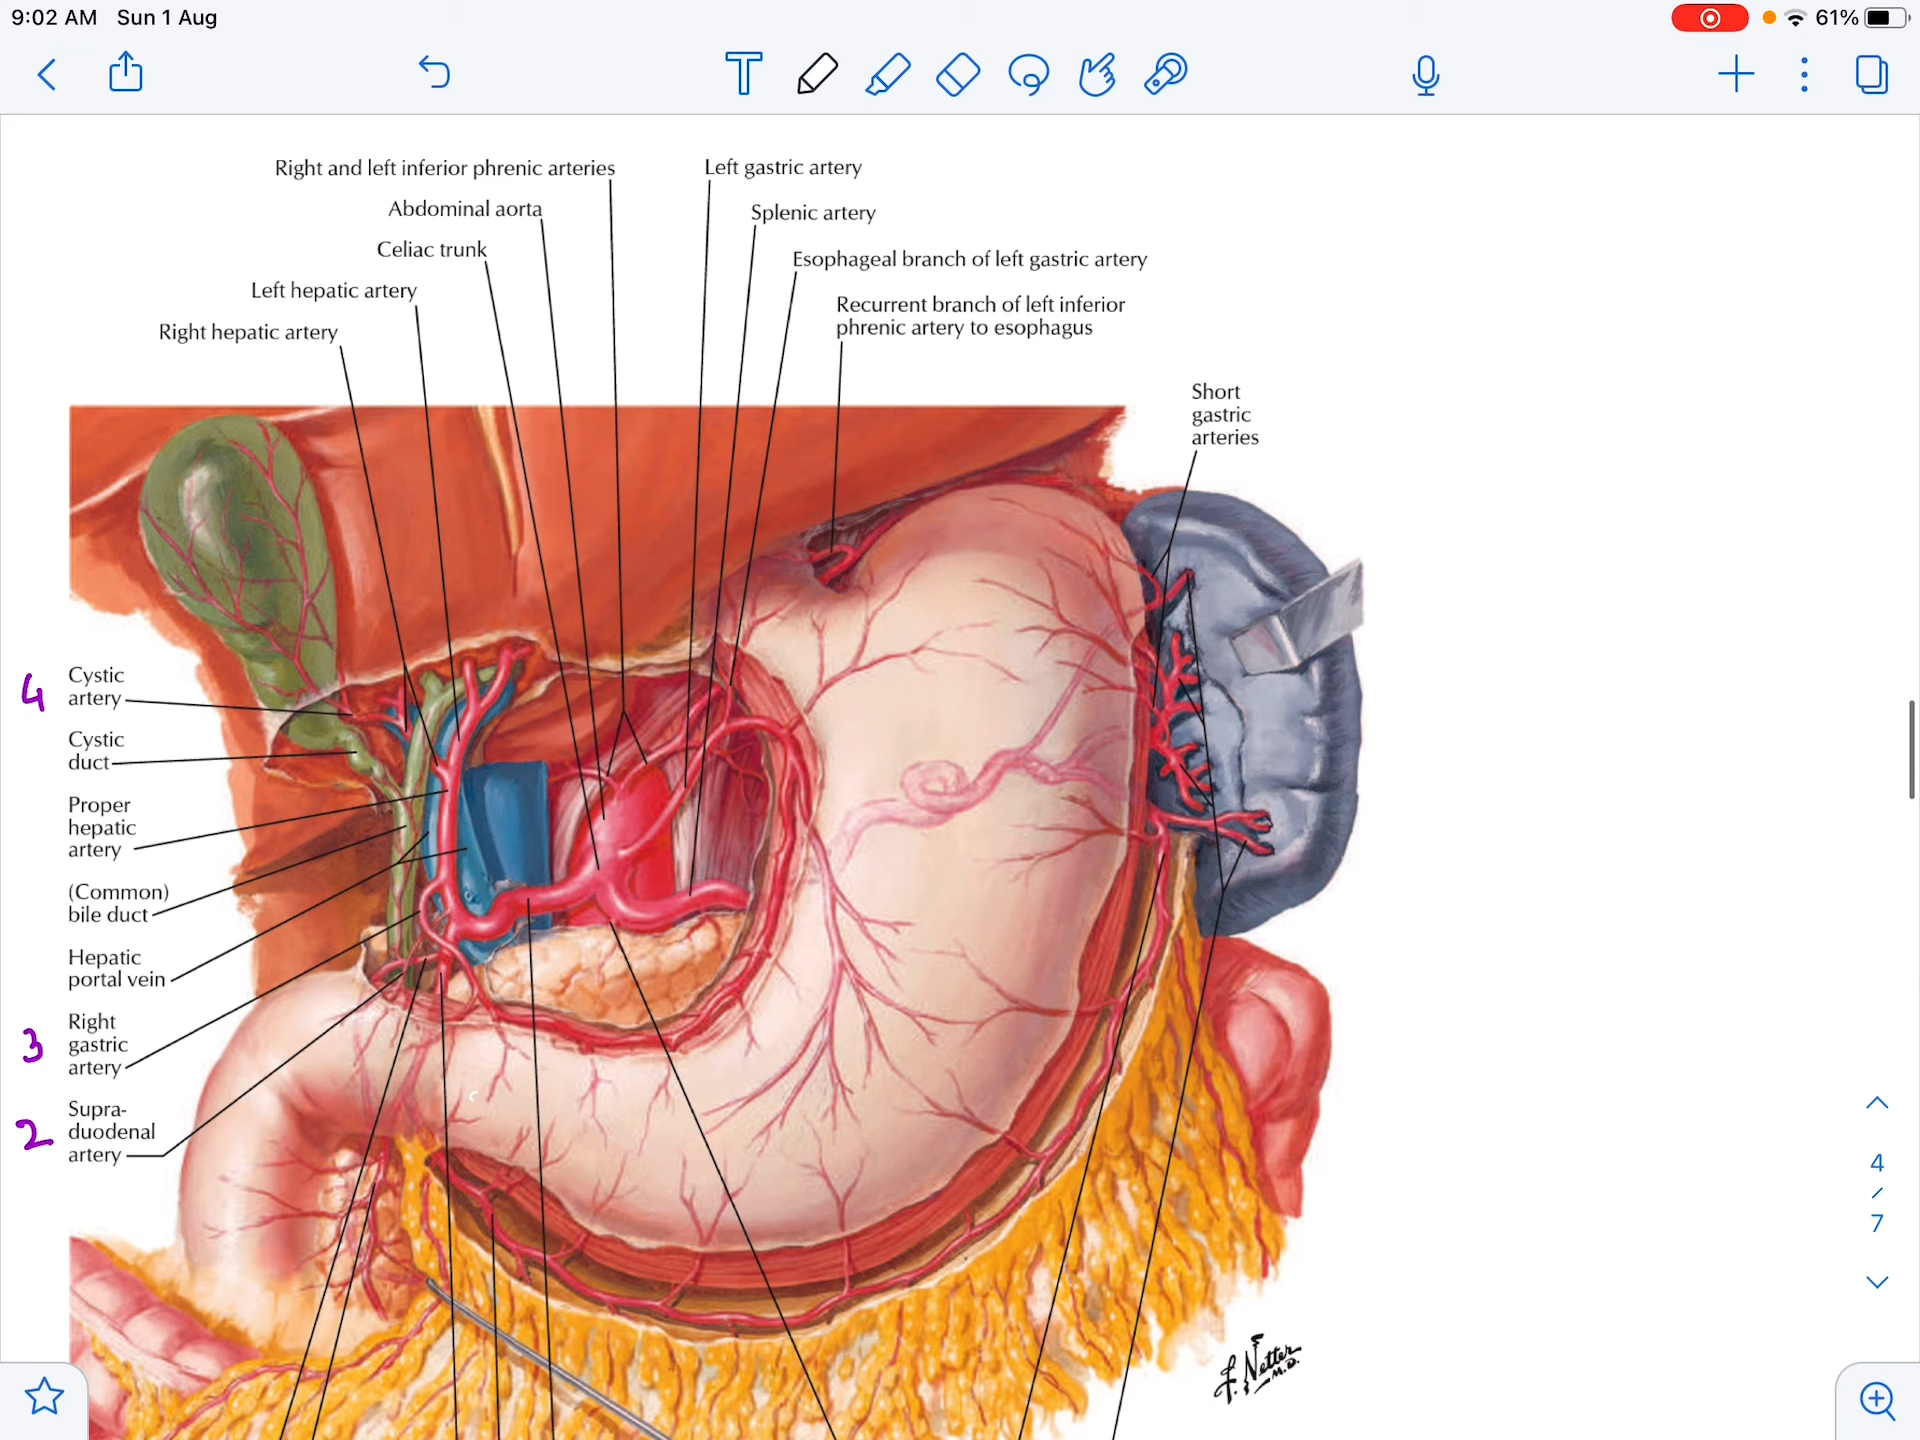 9:02 AM Sun 1 Aug
61%
Right and left inferior phrenic arteries
Left gastric artery
Abdominal aorta
Splenic artery
Celiac trunk
Esophageal branch of left gastric artery
Left hepatic artery
Recurrent branch of left inferior
phrenic artery to esophagus
Right hepatic artery
Short
gastric
arteries
4
Cystic
artery
Cystic
duct
Proper
hepatic
artery
(Common)
bile duct
Hepatic
portal vein
3
Right
gastric
artery
2
Supra-
duodenal
artery
4
/
7
F. Netter
M.D.